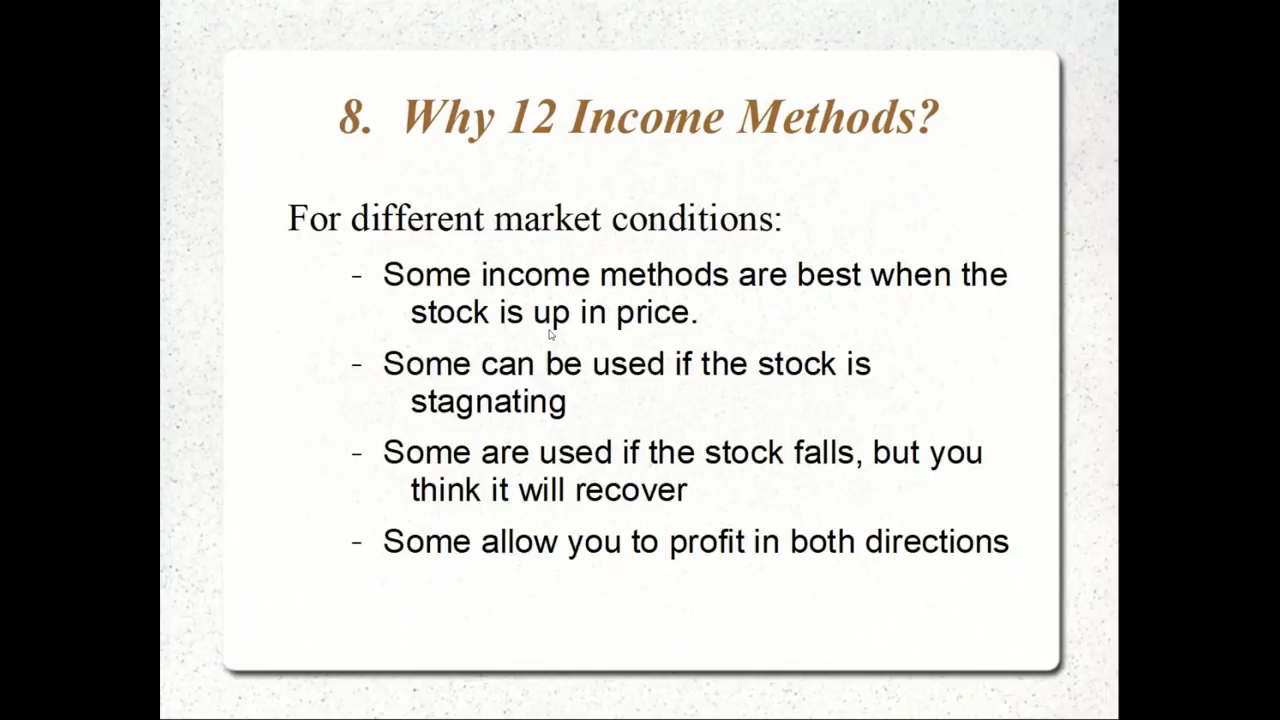 8. Why 12 Income Methods?
For different market conditions:
- Some income methods are best when the
stock is up in price.
- Some can be used if the stock is
stagnating
- Some are used if the stock falls, but you
think it will recover
- Some allow you to profit in both directions